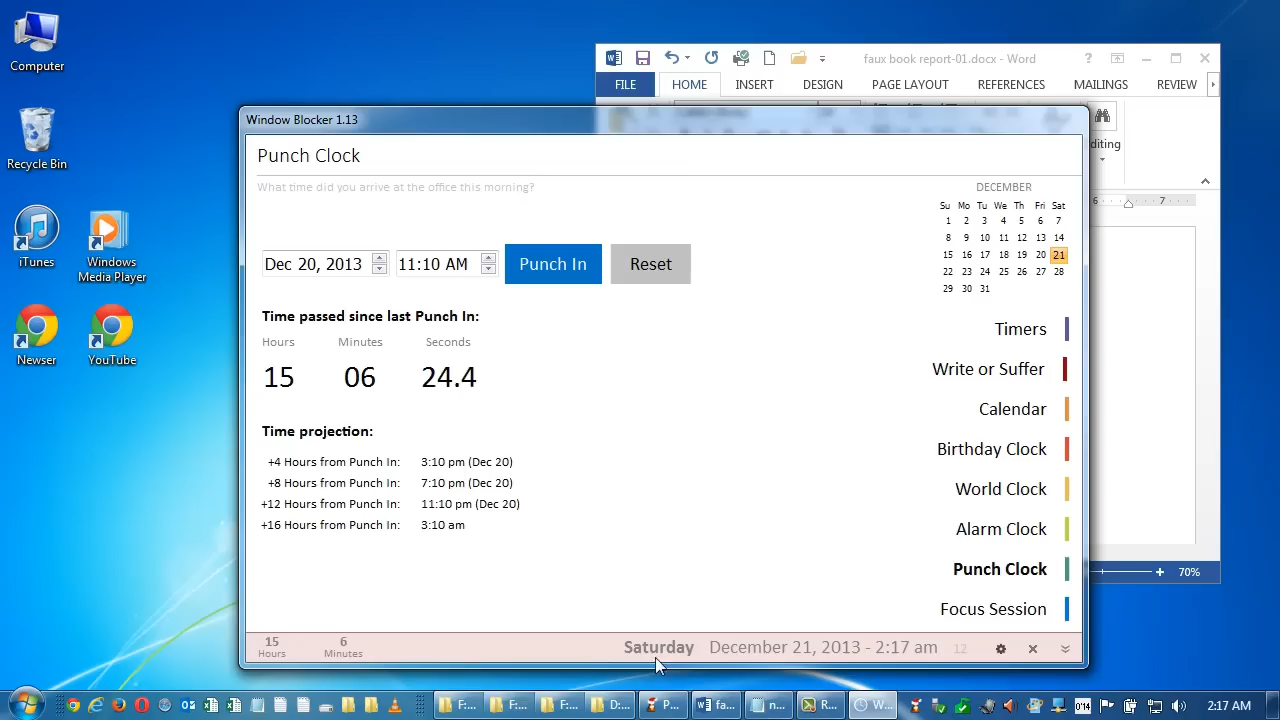 Computer
Recycle Bin
iTunes
Windows
Media Player
Newser
YouTube
faux book report-01.docx - Word
FILE HOME INSERT DESIGN PAGE LAYOUT REFERENCES MAILINGS REVIEW
diting
6 7
70%
Window Blocker 1.13
Punch Clock
What time did you arrive at the office this morning?
Dec 20, 2013 11:10 AM Punch In Reset
Time passed since last Punch In:
Hours Minutes Seconds
15 06 24.4
Time projection:
+4 Hours from Punch In: 3:10 pm (Dec 20)
+8 Hours from Punch In: 7:10 pm (Dec 20)
+12 Hours from Punch In: 11:10 pm (Dec 20)
+16 Hours from Punch In: 3:10 am
DECEMBER
Su Mo Tu We Th Fri Sat
1 2 3 4 5 6 7
8 9 10 11 12 13 14
15 16 17 18 19 20 21
22 23 24 25 26 27 28
29 30 31
Timers
Write or Suffer
Calendar
Birthday Clock
World Clock
Alarm Clock
Punch Clock
Focus Session
15 6
Hours Minutes
Saturday December 21, 2013 - 2:17 am 12
F:... F:... F:... D:... P... fa... n... R... W... 0'14 2:17 AM